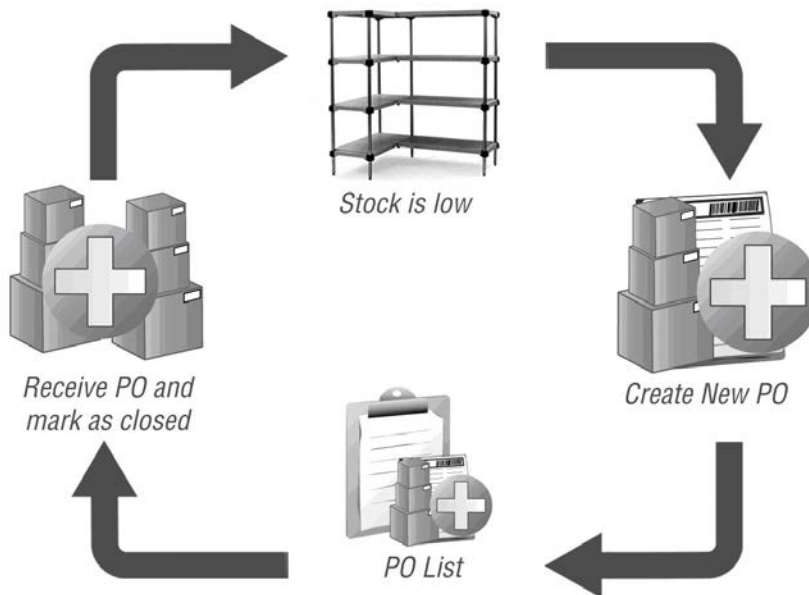 Stock is low
Create New PO
PO List
Receive PO and
mark as closed